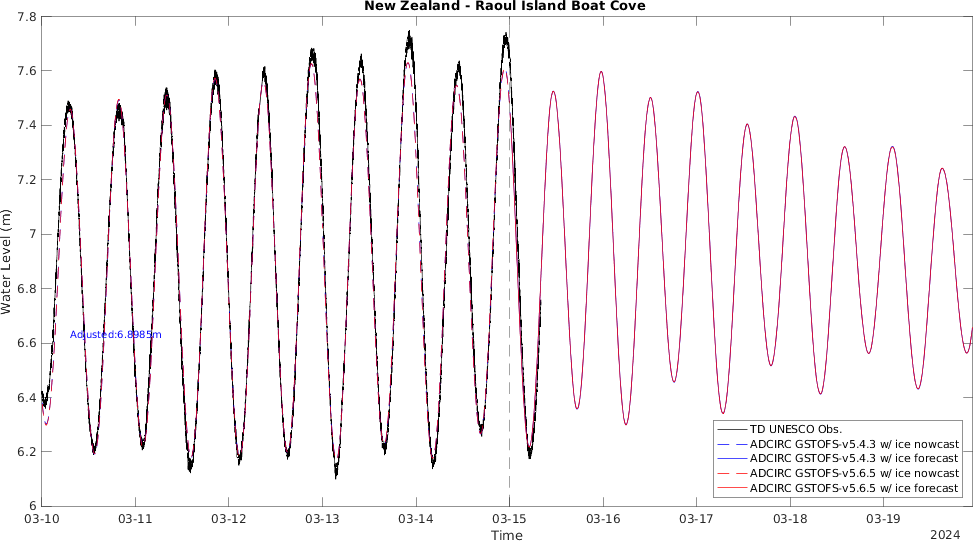 New Zealand - Raoul Island Boat Cove
7.8
7.6
7.4
7.2
7
6.8
6.6
6.4
6.2
6
Water Level (m)
Adjusted:6.8985m
TD UNESCO Obs.
ADCIRC GSTOFS-v5.4.3 w/ ice nowcast
ADCIRC GSTOFS-v5.4.3 w/ ice forecast
ADCIRC GSTOFS-v5.6.5 w/ ice nowcast
ADCIRC GSTOFS-v5.6.5 w/ ice forecast
03-10 03-11 03-12 03-13 03-14 03-15 03-16 03-17 03-18 03-19
Time
2024